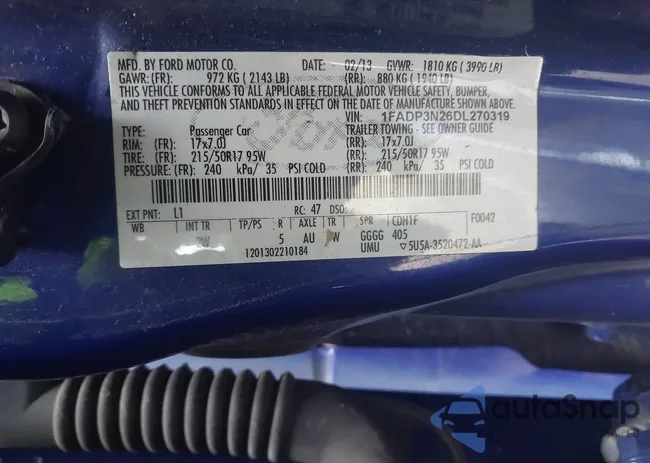 MFD. BY FORD MOTOR CO. DATE: 02/13 GVWR: 1810 KG ( 3990 LB)
GAWR: (FR): 972 KG ( 2143 LB) (RR): 880 KG ( 1940 LB)
THIS VEHICLE CONFORMS TO ALL APPLICABLE FEDERAL MOTOR VEHICLE SAFETY, BUMPER,
AND THEFT PREVENTION STANDARDS IN EFFECT ON THE DATE OF MANUFACTURE SHOWN ABOVE.
VIN: 1FADP3N26DL270319
TYPE: Passenger Car TRAILER TOWING - SEE OWNER GUIDE
RIM: (FR): 17x7.0J (RR): 17x7.0J
TIRE: (FR): 215/50R17 95W (RR): 215/50R17 95W
PRESSURE: (FR): 240 kPa/ 35 PSI COLD (RR): 240 kPa/ 35 PSI COLD
EXT PNT: L1 RC: 47 DSO:
WB INT TR TP/PS R AXLE TR SPR CDH1F F0042
5 AU GGGG 405
1201302210184 UMU ▽5U5A-3520472-AA
autoSnap